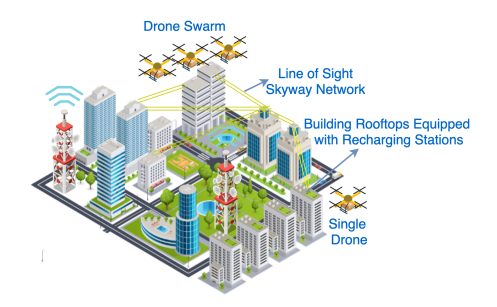 Drone Swarm
Line of Sight
Skyway Network
Building Rooftops Equipped
with Recharging Stations
Single
Drone